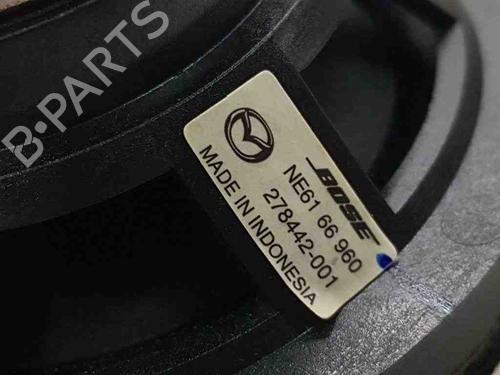 B-PARTS
BOSE
NE61 66 960
278442-001
MADE IN INDONESIA